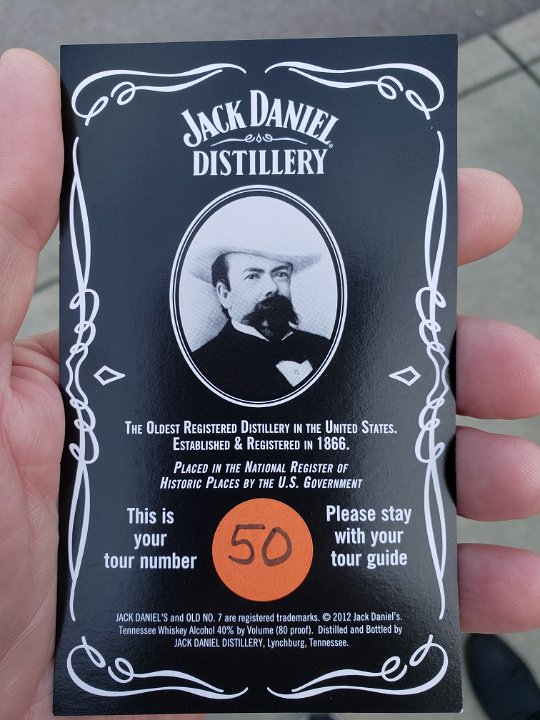 JACK DANIEL
DISTILLERY
THE OLDEST REGISTERED DISTILLERY IN THE UNITED STATES.
ESTABLISHED & REGISTERED IN 1866.
PLACED IN THE NATIONAL REGISTER OF
HISTORIC PLACES BY THE U.S. GOVERNMENT
This is
your
tour number
50
Please stay
with your
tour guide
JACK DANIEL'S and OLD NO. 7 are registered trademarks. © 2012 Jack Daniel's.
Tennessee Whiskey Alcohol 40% by Volume (80 proof). Distilled and Bottled by
JACK DANIEL DISTILLERY, Lynchburg, Tennessee.